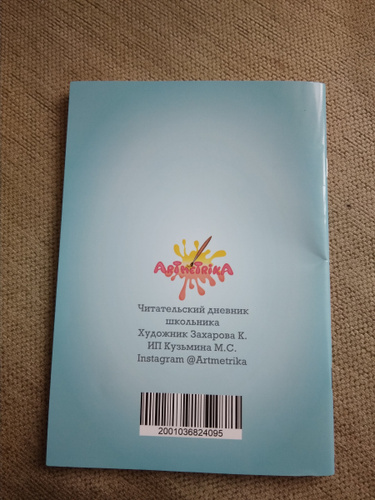 ARTMETRIKA
Читательский дневник
школьника
Художник Захарова К.
ИП Кузьмина М.С.
Instagram @Artmetrika
2001036824095